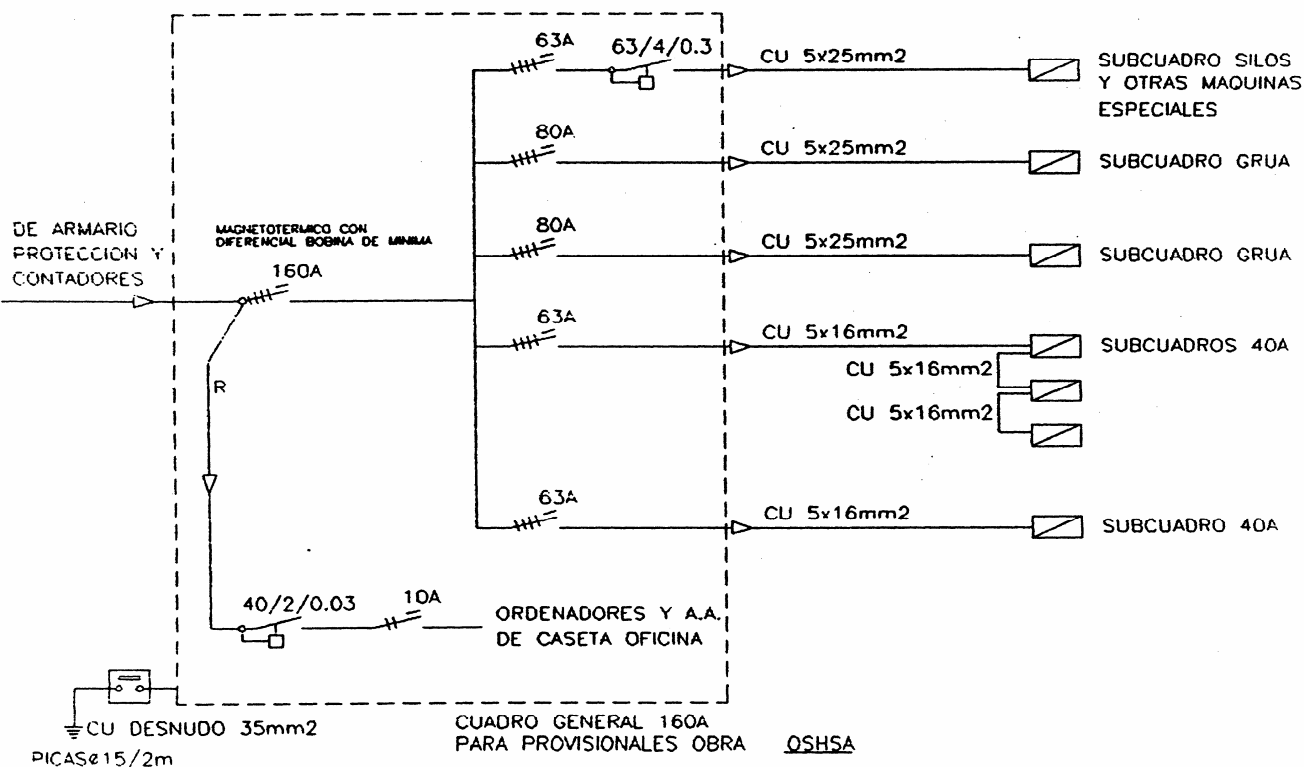 63A
63/4/0.3
CU 5x25mm2
SUBCUADRO SILOS
Y OTRAS MAQUINAS
ESPECIALES
80A
CU 5x25mm2
SUBCUADRO GRUA
DE ARMARIO
PROTECCION Y
CONTADORES
MAGNETOTERMICO CON
DIFERENCIAL BOBINA DE MINIMA
160A
80A
CU 5x25mm2
SUBCUADRO GRUA
63A
CU 5x16mm2
SUBCUADROS 40A
CU 5x16mm2
CU 5x16mm2
R
63A
CU 5x16mm2
SUBCUADRO 40A
40/2/0.03
10A
ORDENADORES Y A.A.
DE CASETA OFICINA
CU DESNUDO 35mm2
PICASø15/2m
CUADRO GENERAL 160A
PARA PROVISIONALES OBRA
OSHSA